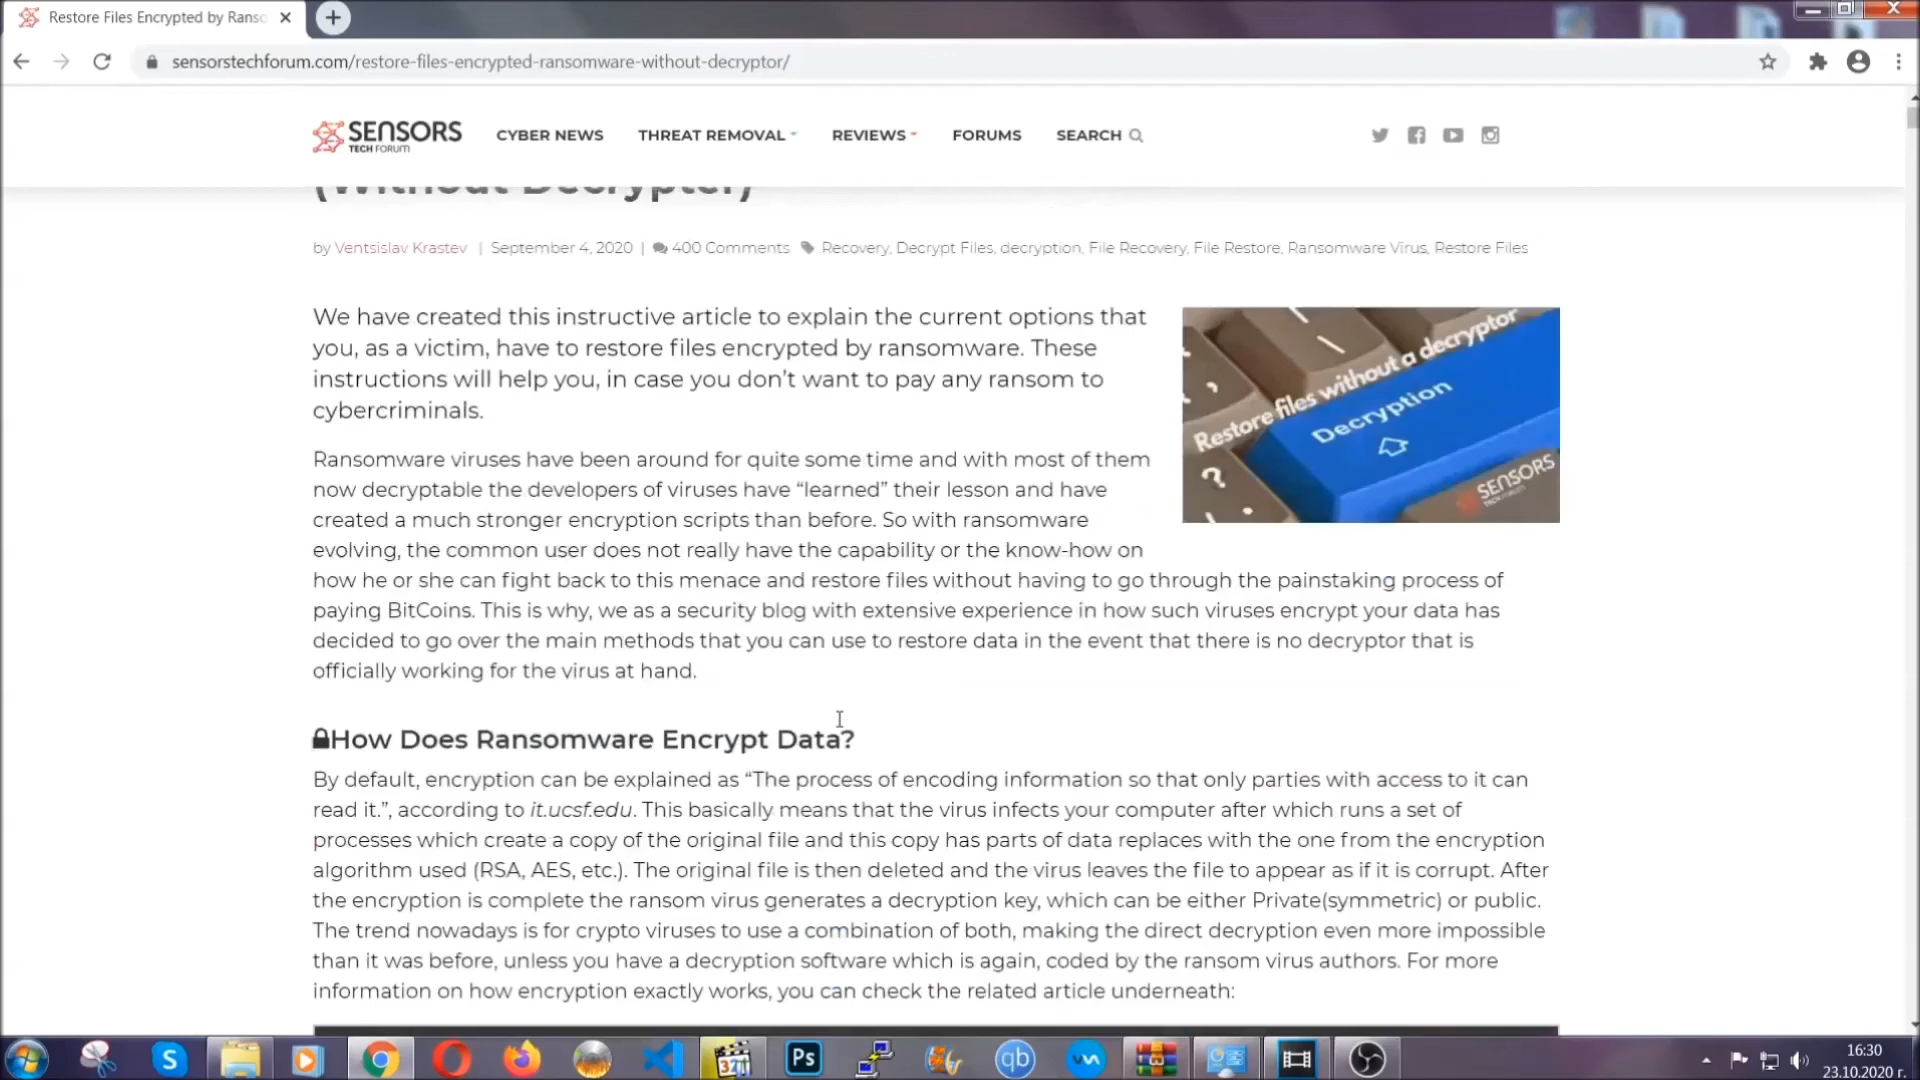 Restore Files Encrypted by Ranso
sensorstechforum.com/restore-files-encrypted-ransomware-without-decryptor/
SENSORS
TECH FORUM
CYBER NEWS
THREAT REMOVAL
REVIEWS
FORUMS
SEARCH
(Without Decrypter)
by Ventsislav Krastev | September 4, 2020 | 400 Comments Recovery, Decrypt Files, decryption, File Recovery, File Restore, Ransomware Virus, Restore Files
We have created this instructive article to explain the current options that
you, as a victim, have to restore files encrypted by ransomware. These
instructions will help you, in case you don’t want to pay any ransom to
cybercriminals.
Restore files without a decryptor
Decryption
SENSORS
Ransomware viruses have been around for quite some time and with most of them
now decryptable the developers of viruses have “learned” their lesson and have
created a much stronger encryption scripts than before. So with ransomware
evolving, the common user does not really have the capability or the know-how on
how he or she can fight back to this menace and restore files without having to go through the painstaking process of
paying BitCoins. This is why, we as a security blog with extensive experience in how such viruses encrypt your data has
decided to go over the main methods that you can use to restore data in the event that there is no decryptor that is
officially working for the virus at hand.
How Does Ransomware Encrypt Data?
By default, encryption can be explained as “The process of encoding information so that only parties with access to it can
read it.”, according to it.ucsf.edu. This basically means that the virus infects your computer after which runs a set of
processes which create a copy of the original file and this copy has parts of data replaces with the one from the encryption
algorithm used (RSA, AES, etc.). The original file is then deleted and the virus leaves the file to appear as if it is corrupt. After
the encryption is complete the ransom virus generates a decryption key, which can be either Private(symmetric) or public.
The trend nowadays is for crypto viruses to use a combination of both, making the direct decryption even more impossible
than it was before, unless you have a decryption software which is again, coded by the ransom virus authors. For more
information on how encryption exactly works, you can check the related article underneath:
S
321
Ps
qb
16:30
23.10.2020 г.